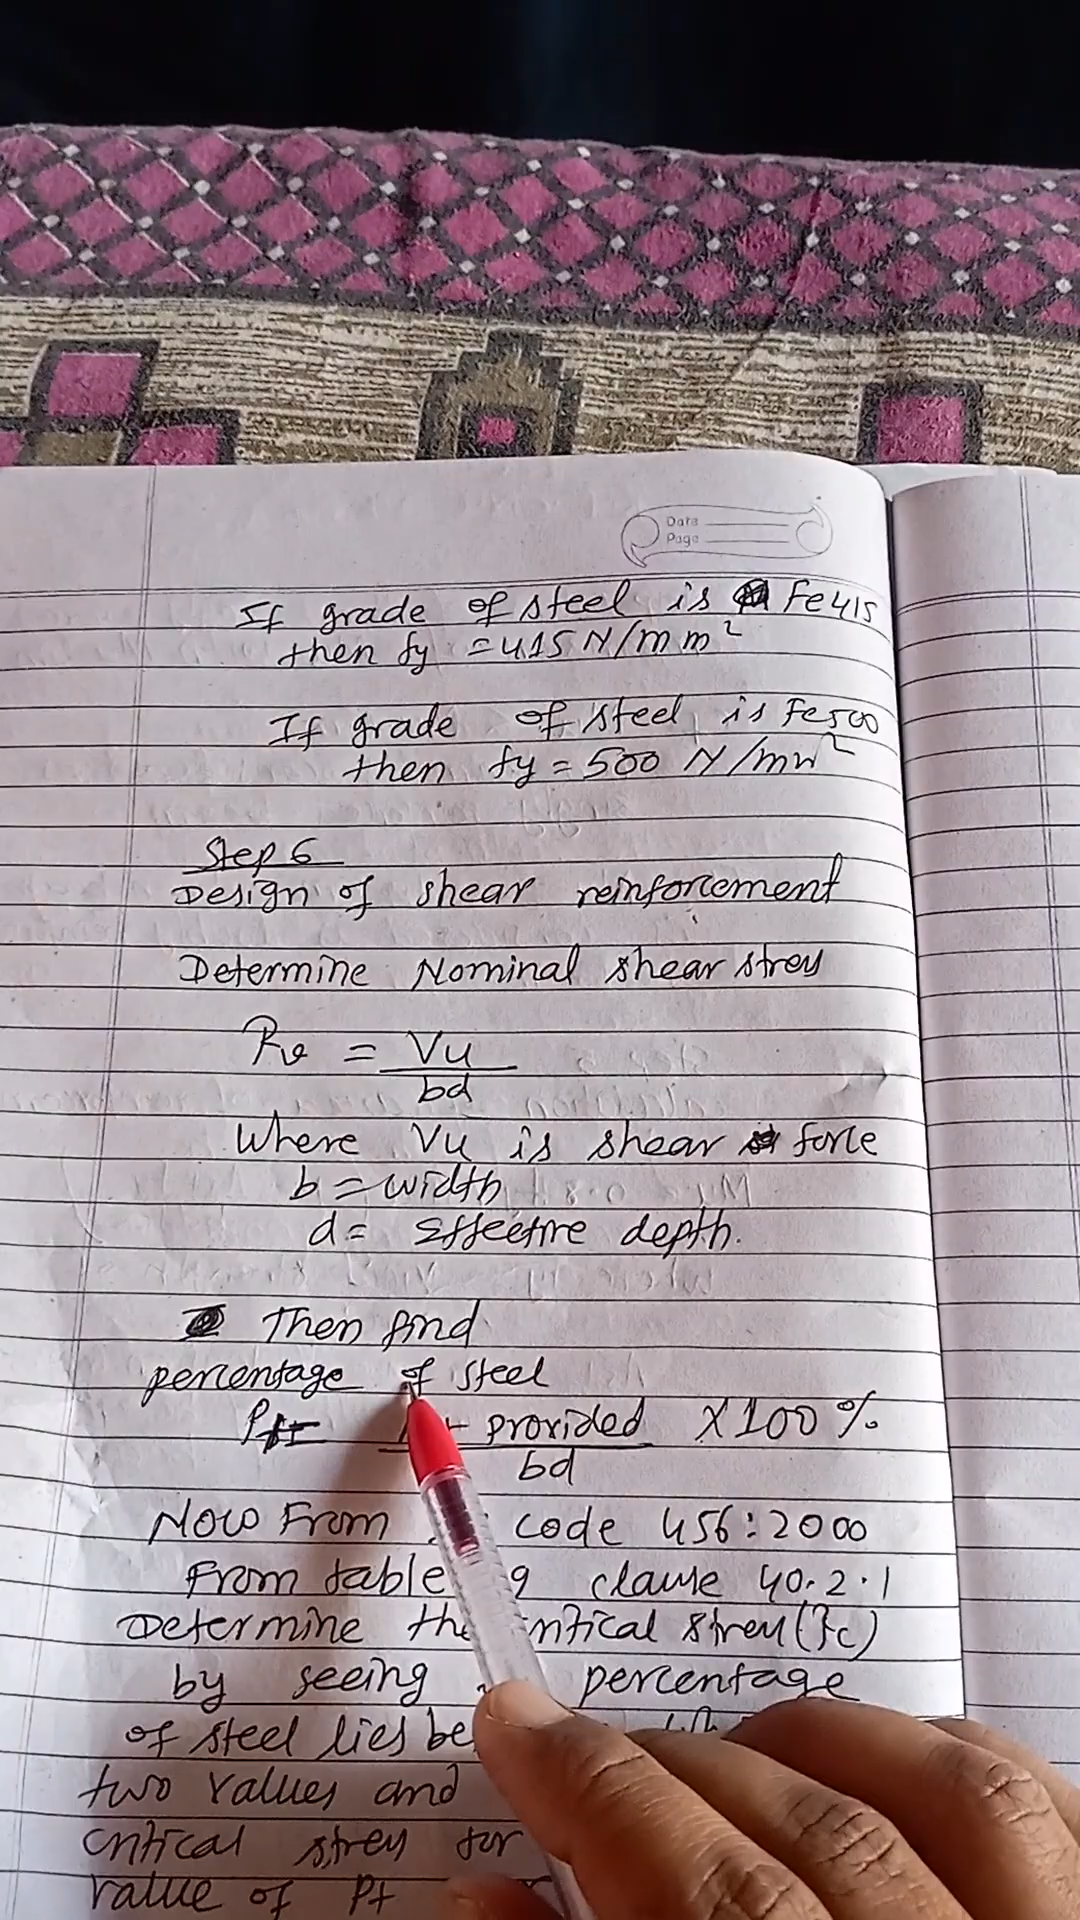 Date
Page
If grade of steel is Fe415
then fy = 415 N/mm²
If grade of steel is Fe500
then fy = 500 N/mm²
Step 6
Design of shear reinforcement
Determine Nominal shear stress
= Vu
bd
Where Vu is shear force
b = width
d = Effective depth.
Then find
percentage of steel
provided X100%
bd
Now From code 456:2000
From table 9 clause 40.2.1
Determine the critical stress
by seeing percentage
of steel lies
two values and
critical stress for
value of Pt